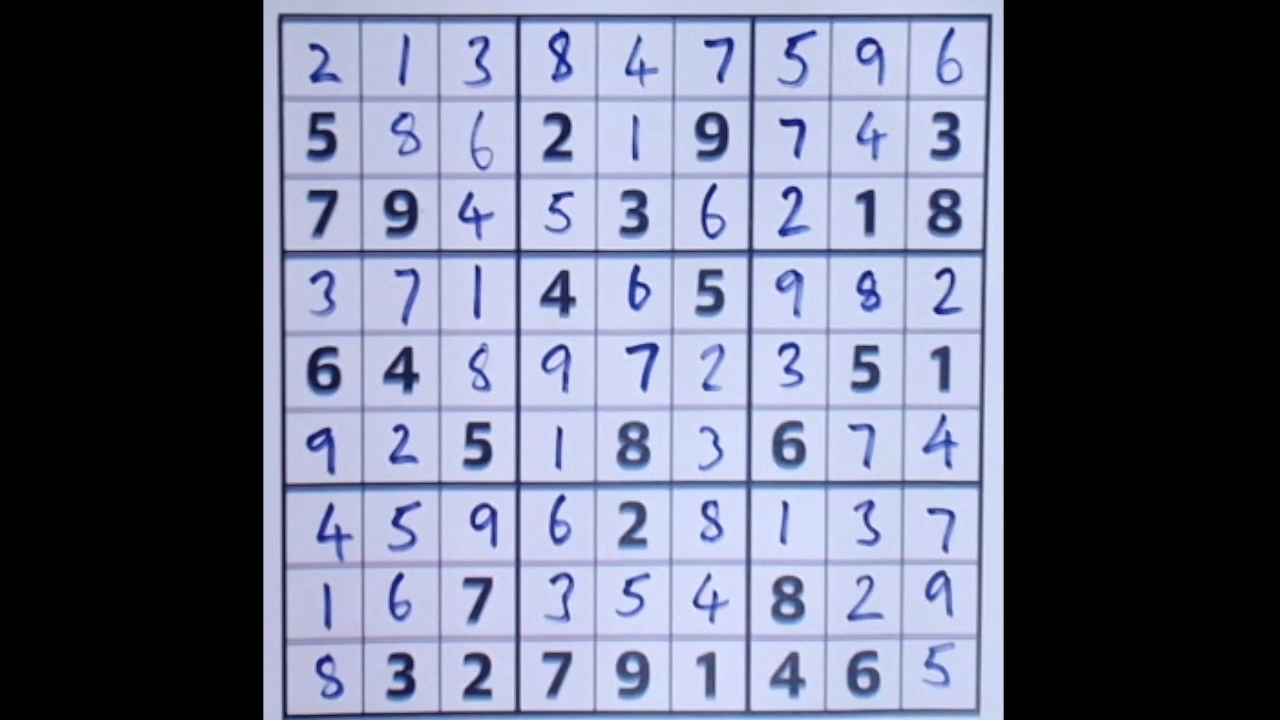 2 1 3 8 4 7 5 9 6
5 8 6 2 1 9 7 4 3
7 9 4 5 3 6 2 1 8
3 7 1 4 6 5 9 8 2
6 4 8 9 7 2 3 5 1
9 2 5 1 8 3 6 7 4
4 5 9 6 2 8 1 3 7
1 6 7 3 5 4 8 2 9
8 3 2 7 9 1 4 6 5